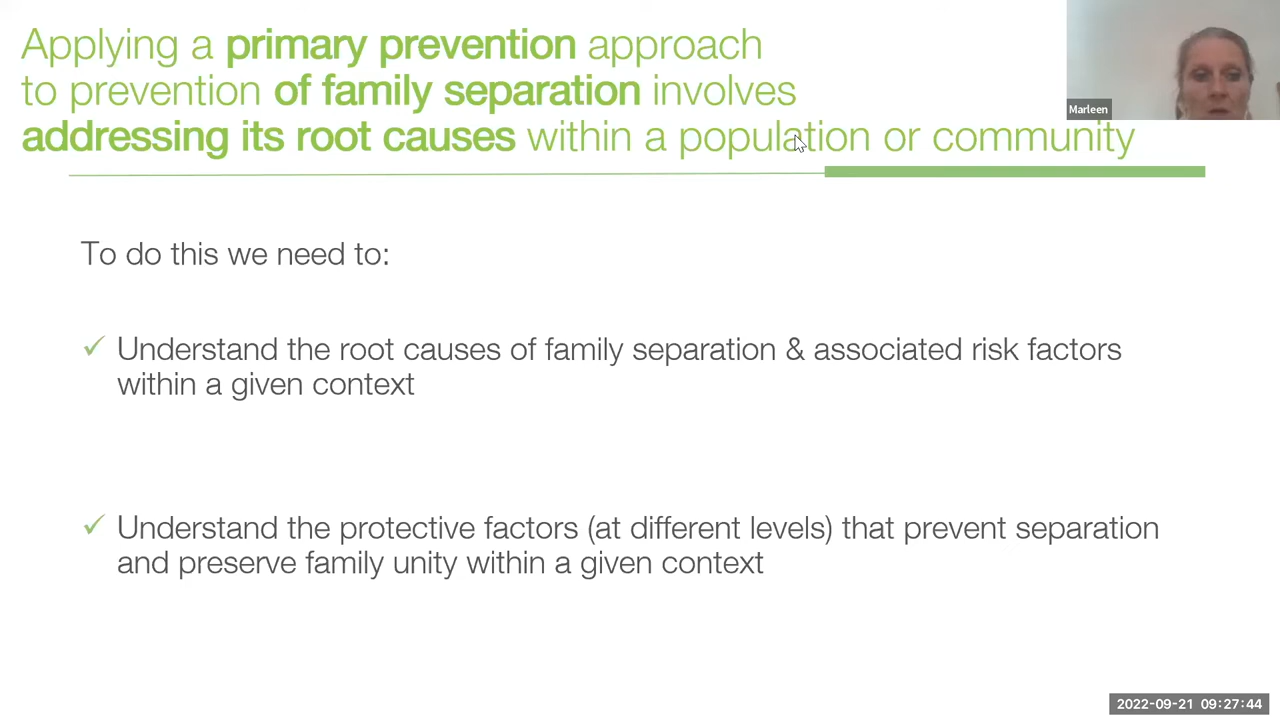 Applying a primary prevention approach
to prevention of family separation involves
addressing its root causes within a population or community
Marleen
To do this we need to:
✓ Understand the root causes of family separation & associated risk factors
within a given context
✓ Understand the protective factors (at different levels) that prevent separation
and preserve family unity within a given context
2022-09-21 09:27:44